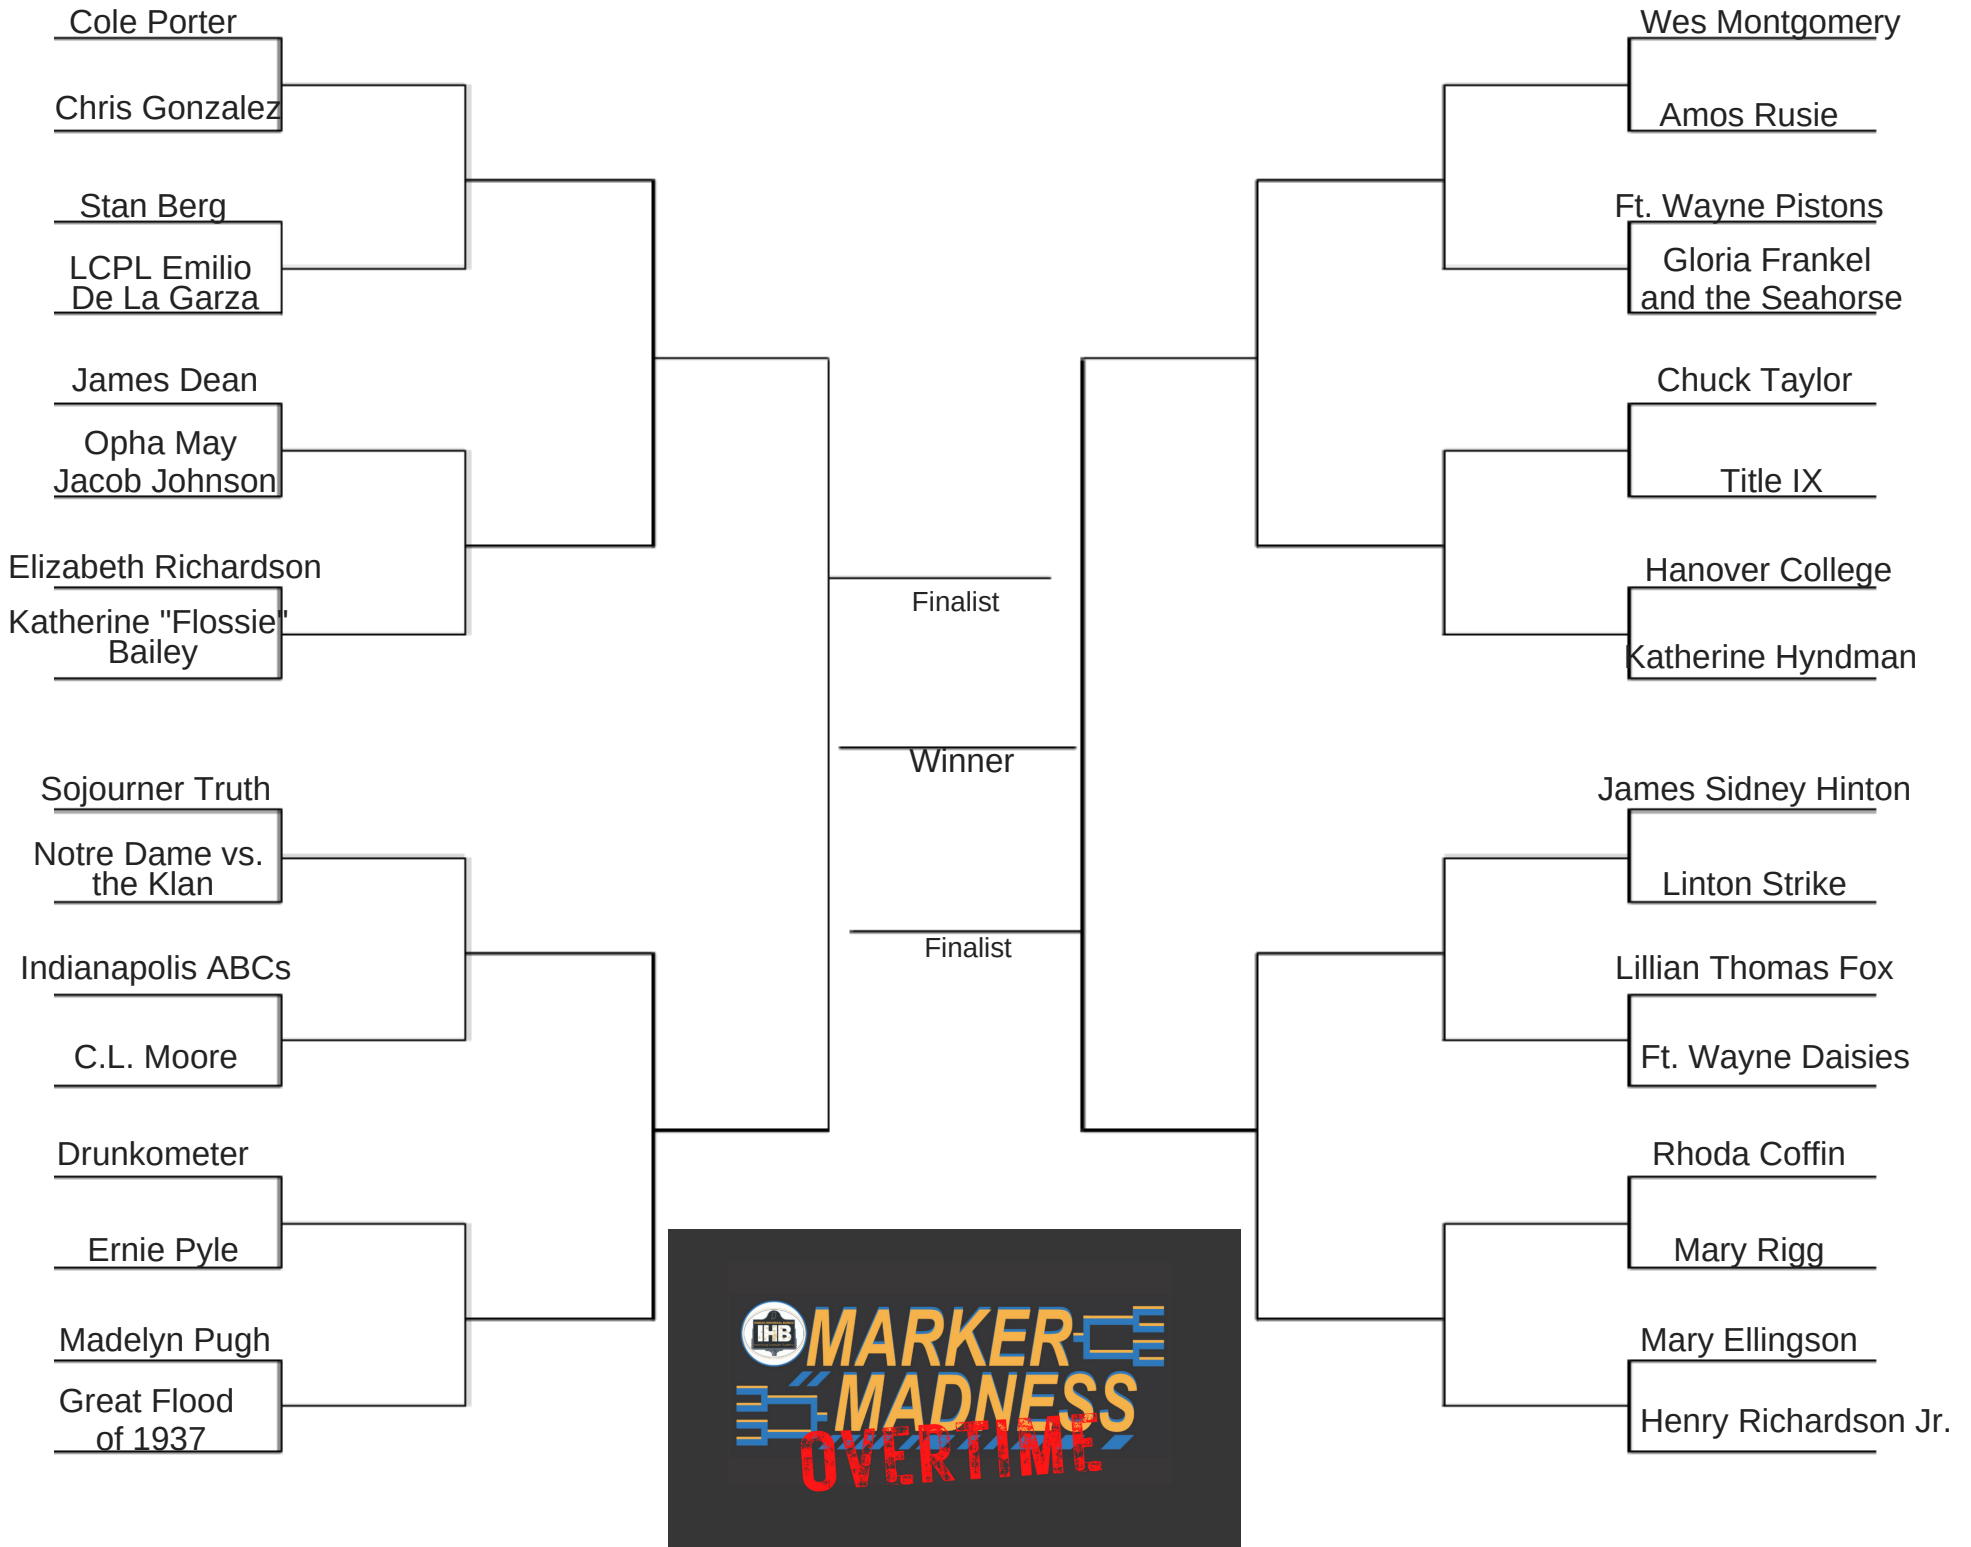 Cole Porter
Chris Gonzalez
Stan Berg
LCPL Emilio
De La Garza
James Dean
Opha May
Jacob Johnson
Elizabeth Richardson
Katherine "Flossie"
Bailey
Sojourner Truth
Notre Dame vs.
the Klan
Indianapolis ABCs
C.L. Moore
Drunkometer
Ernie Pyle
Madelyn Pugh
Great Flood
of 1937
Finalist
Winner
Finalist
Wes Montgomery
Amos Rusie
Ft. Wayne Pistons
Gloria Frankel
and the Seahorse
Chuck Taylor
Title IX
Hanover College
Katherine Hyndman
James Sidney Hinton
Linton Strike
Lillian Thomas Fox
Ft. Wayne Daisies
Rhoda Coffin
Mary Rigg
Mary Ellingson
Henry Richardson Jr.
IHB
MARKER
MADNESS
OVERTIME